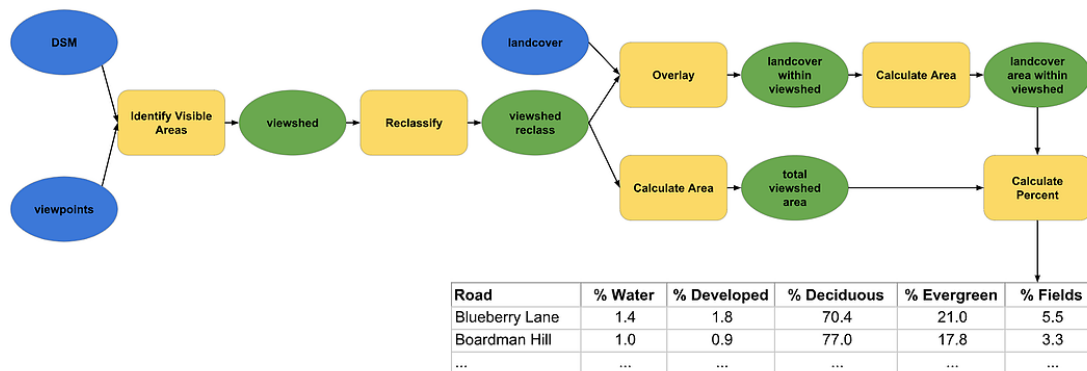 DSM
landcover
Overlay
landcover
within
viewshed
Calculate Area
landcover
area within
viewshed
Identify Visible
Areas
viewshed
Reclassify
viewshed
reclass
viewpoints
Calculate Area
total
viewshed
area
Calculate
Percent
Road % Water % Developed % Deciduous % Evergreen % Fields
Blueberry Lane 1.4 1.8 70.4 21.0 5.5
Boardman Hill 1.0 0.9 77.0 17.8 3.3
... ... ... ... ... ...